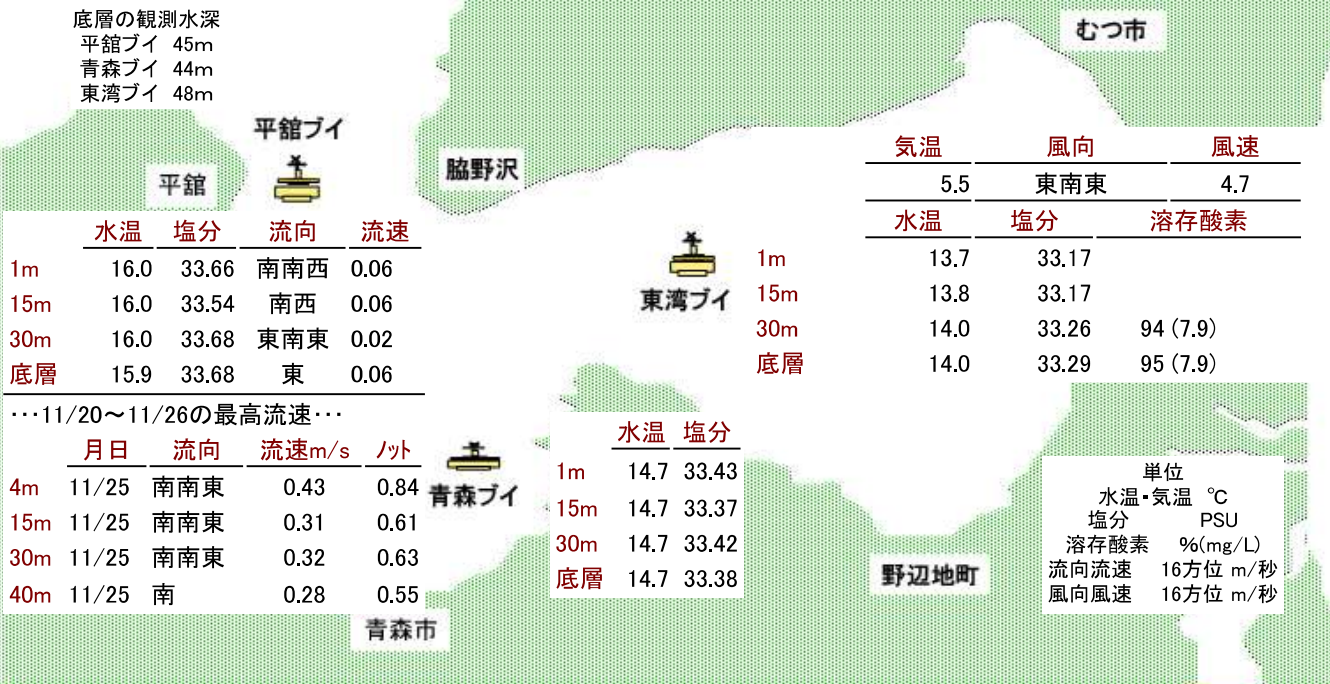 底層の観測水深
平舘ブイ 45m
青森ブイ 44m
東湾ブイ 48m
むつ市
平舘ブイ
脇野沢
平舘
水温 塩分 流向 流速
1m 16.0 33.66 南南西 0.06
15m 16.0 33.54 南西 0.06
30m 16.0 33.68 東南東 0.02
底層 15.9 33.68 東 0.06
…11/20～11/26の最高流速…
月日 流向 流速m/s ノット
4m 11/25 南南東 0.43 0.84
15m 11/25 南南東 0.31 0.61
30m 11/25 南南東 0.32 0.63
40m 11/25 南 0.28 0.55
気温 風向 風速
5.5 東南東 4.7
水温 塩分 溶存酸素
1m 13.7 33.17
15m 13.8 33.17
30m 14.0 33.26 94 (7.9)
底層 14.0 33.29 95 (7.9)
東湾ブイ
青森ブイ
水温 塩分
1m 14.7 33.43
15m 14.7 33.37
30m 14.7 33.42
底層 14.7 33.38
青森市
野辺地町
単位
水温・気温 ℃
塩分 PSU
溶存酸素 %(mg/L)
流向流速 16方位 m/秒
風向風速 16方位 m/秒